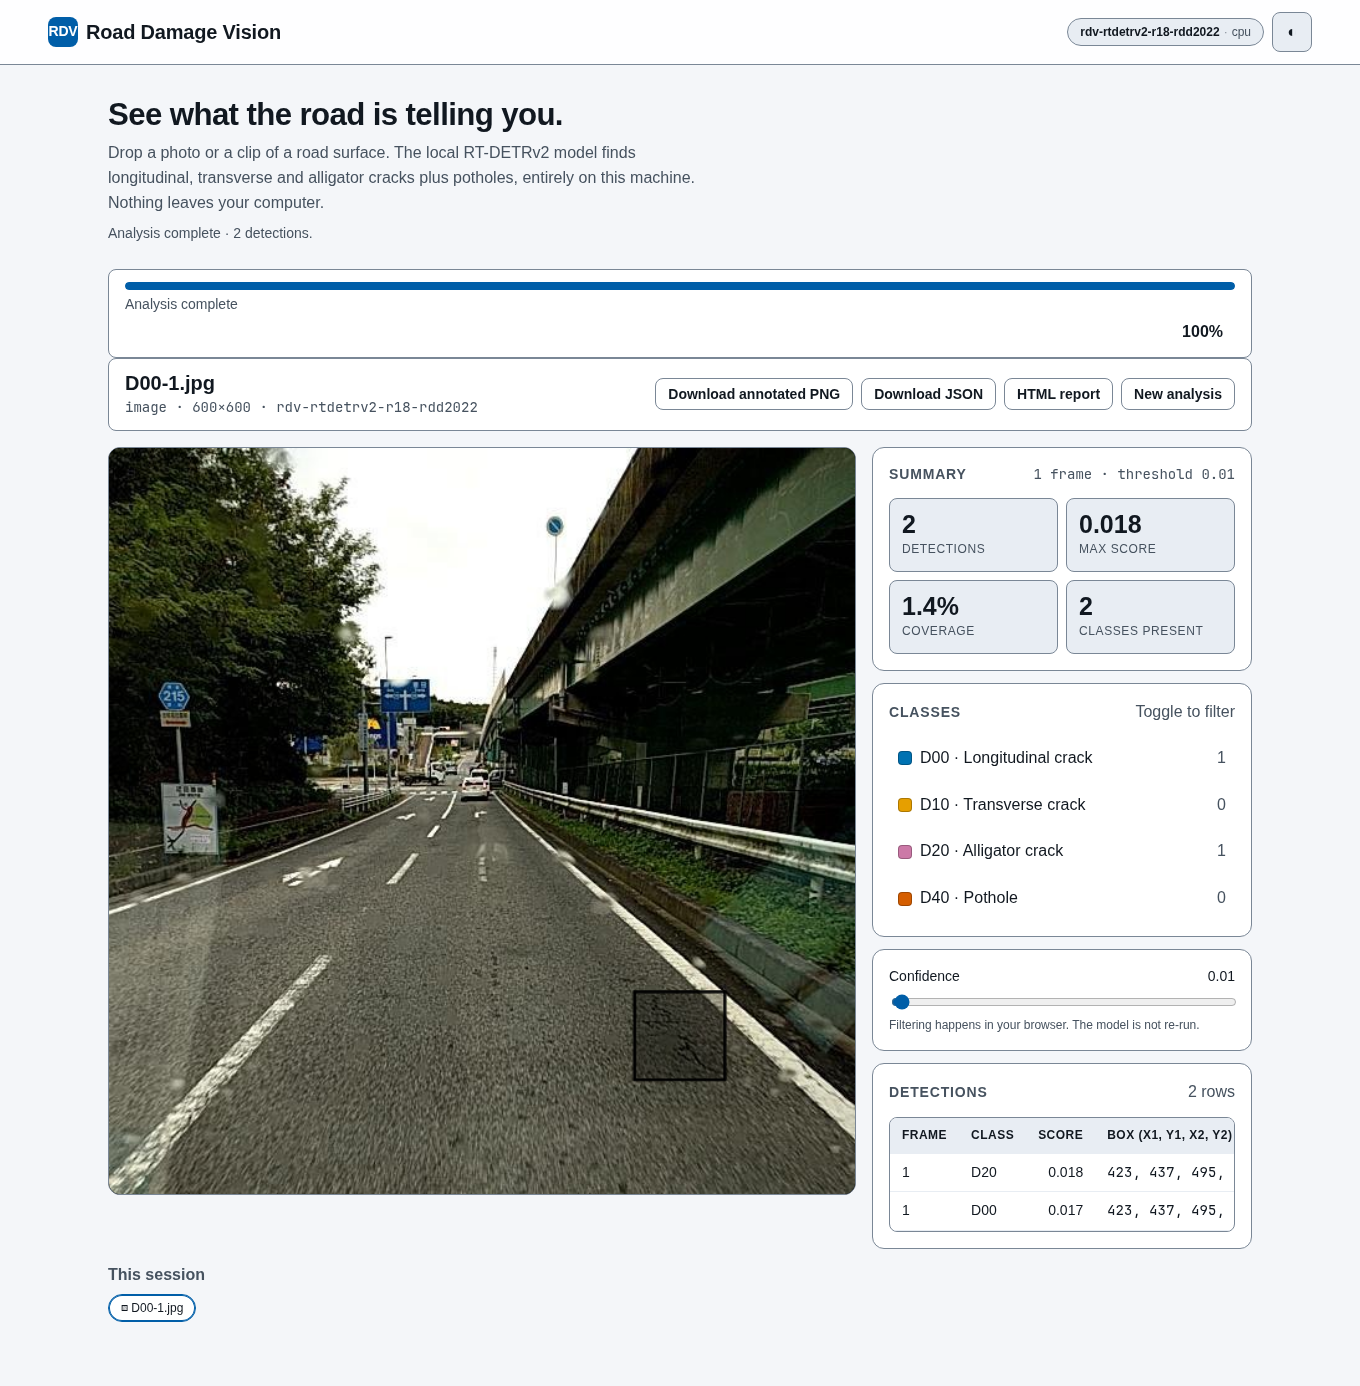 RDV Road Damage Vision
rdv-rtdetrv2-r18-rdd2022 · cpu
See what the road is telling you.
Drop a photo or a clip of a road surface. The local RT-DETRv2 model finds
longitudinal, transverse and alligator cracks plus potholes, entirely on this machine.
Nothing leaves your computer.
Analysis complete · 2 detections.
Analysis complete
100%
D00-1.jpg
image · 600×600 · rdv-rtdetrv2-r18-rdd2022
Download annotated PNG
Download JSON
HTML report
New analysis
215
SUMMARY
1 frame · threshold 0.01
2
DETECTIONS
0.018
MAX SCORE
1.4%
COVERAGE
2
CLASSES PRESENT
CLASSES
Toggle to filter
D00 · Longitudinal crack 1
D10 · Transverse crack 0
D20 · Alligator crack 1
D40 · Pothole 0
Confidence 0.01
Filtering happens in your browser. The model is not re-run.
DETECTIONS
2 rows
FRAME CLASS SCORE BOX (X1, Y1, X2, Y2)
1 D20 0.018 423, 437, 495,
1 D00 0.017 423, 437, 495,
This session
D00-1.jpg